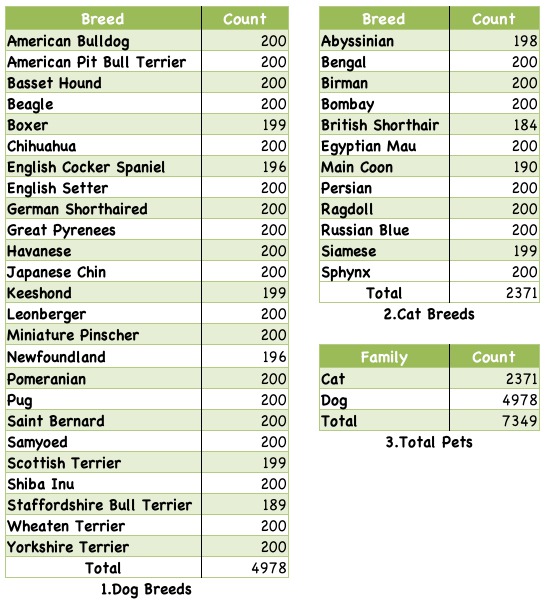 Breed Count
American Bulldog 200
American Pit Bull Terrier 200
Basset Hound 200
Beagle 200
Boxer 199
Chihuahua 200
English Cocker Spaniel 196
English Setter 200
German Shorthaired 200
Great Pyrenees 200
Havanese 200
Japanese Chin 200
Keeshond 199
Leonberger 200
Miniature Pinscher 200
Newfoundland 196
Pomeranian 200
Pug 200
Saint Bernard 200
Samyoed 200
Scottish Terrier 199
Shiba Inu 200
Staffordshire Bull Terrier 189
Wheaten Terrier 200
Yorkshire Terrier 200
Total 4978
1.Dog Breeds
Breed Count
Abyssinian 198
Bengal 200
Birman 200
Bombay 200
British Shorthair 184
Egyptian Mau 200
Main Coon 190
Persian 200
Ragdoll 200
Russian Blue 200
Siamese 199
Sphynx 200
Total 2371
2.Cat Breeds
Family Count
Cat 2371
Dog 4978
Total 7349
3.Total Pets